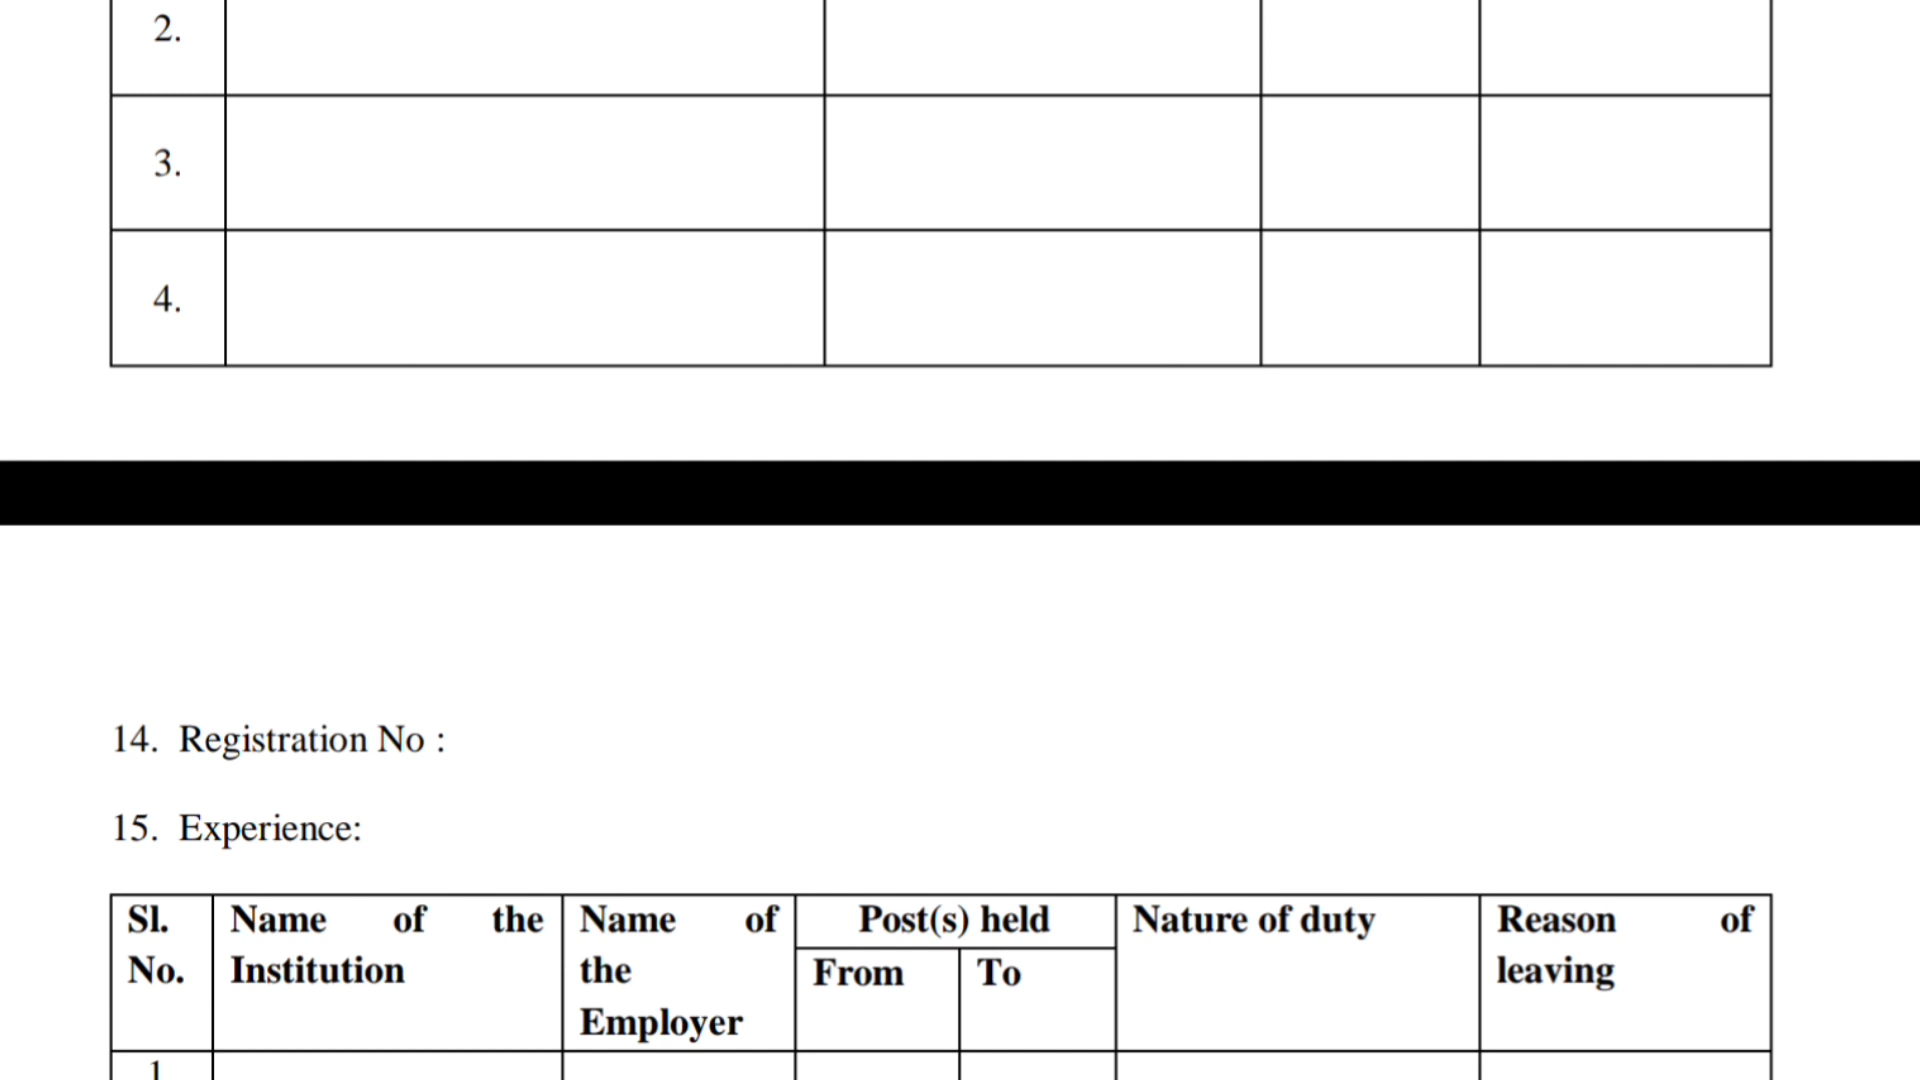 2.
3.
4.
14. Registration No :
15. Experience:
Sl. No. Name of the Institution Name of the Employer Post(s) held From To Nature of duty Reason of leaving
1